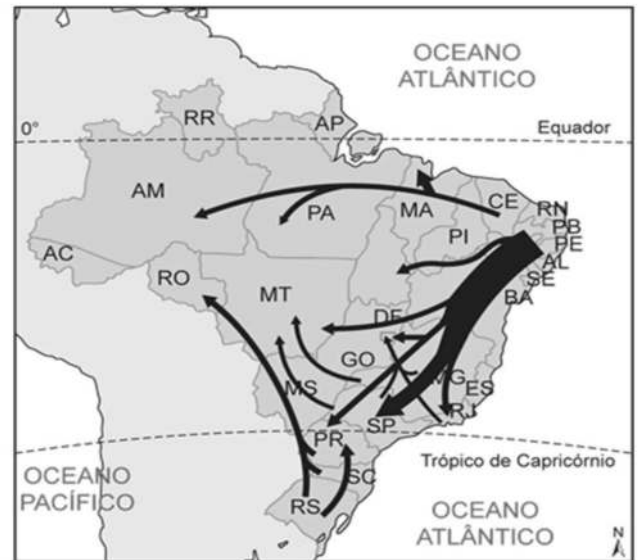 OCEANO
ATLÂNTICO
RR
AP
0°
Equador
AM
PA
MA
CE
RN
PB
PI
PE
AC
AL
SE
RO
BA
MT
DF
GO
MG
ES
MS
RJ
SP
PR
Trópico de Capricórnio
OCEANO
PACÍFICO
SC
RS
OCEANO
ATLÂNTICO
N